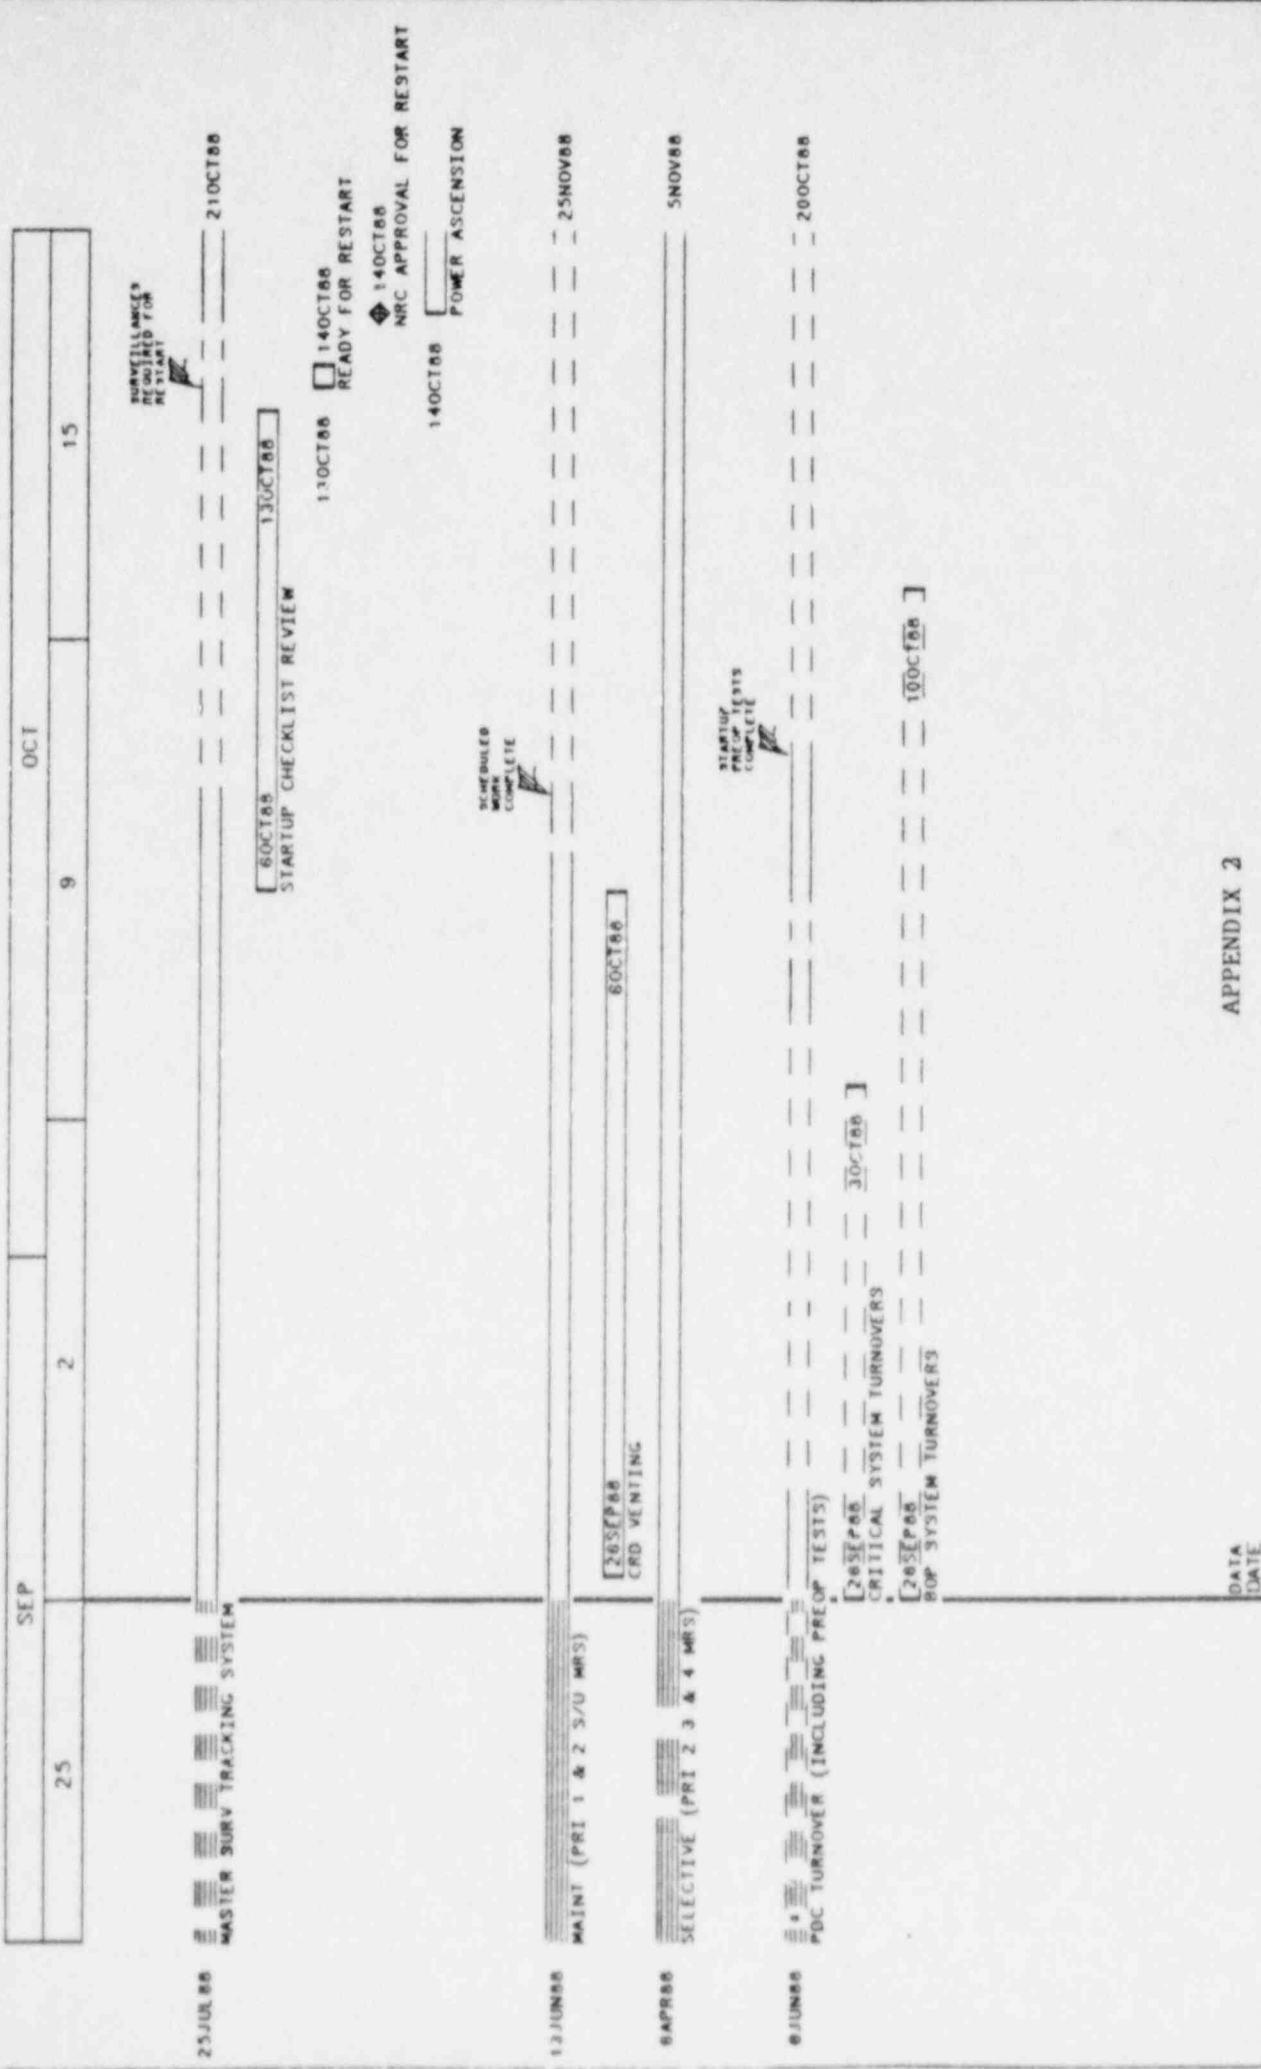 SEP OCT
25 2 9 15
SURVEILLANCES
REQUIRED FOR
RESTART
25JUL88 21OCT88
MASTER SURV TRACKING SYSTEM
6OCT88 13OCT88
STARTUP CHECKLIST REVIEW
13OCT88 14OCT88
READY FOR RESTART
14OCT88
NRC APPROVAL FOR RESTART
14OCT88
POWER ASCENSION
SCHEDULED
WORK
COMPLETE
13JUN88 25NOV88
MAINT (PRI 1 & 2 S/U MRS)
26SEP88 6OCT88
CRD VENTING
6APR88 5NOV88
SELECTIVE (PRI 2 3 & 4 MRS)
STARTUP
PREOP TESTS
COMPLETE
8JUN88 20OCT88
PDC TURNOVER (INCLUDING PREOP TESTS)
26SEP88 3OCT88
CRITICAL SYSTEM TURNOVERS
26SEP88 10OCT88
BOP SYSTEM TURNOVERS
DATA
DATE
APPENDIX 2